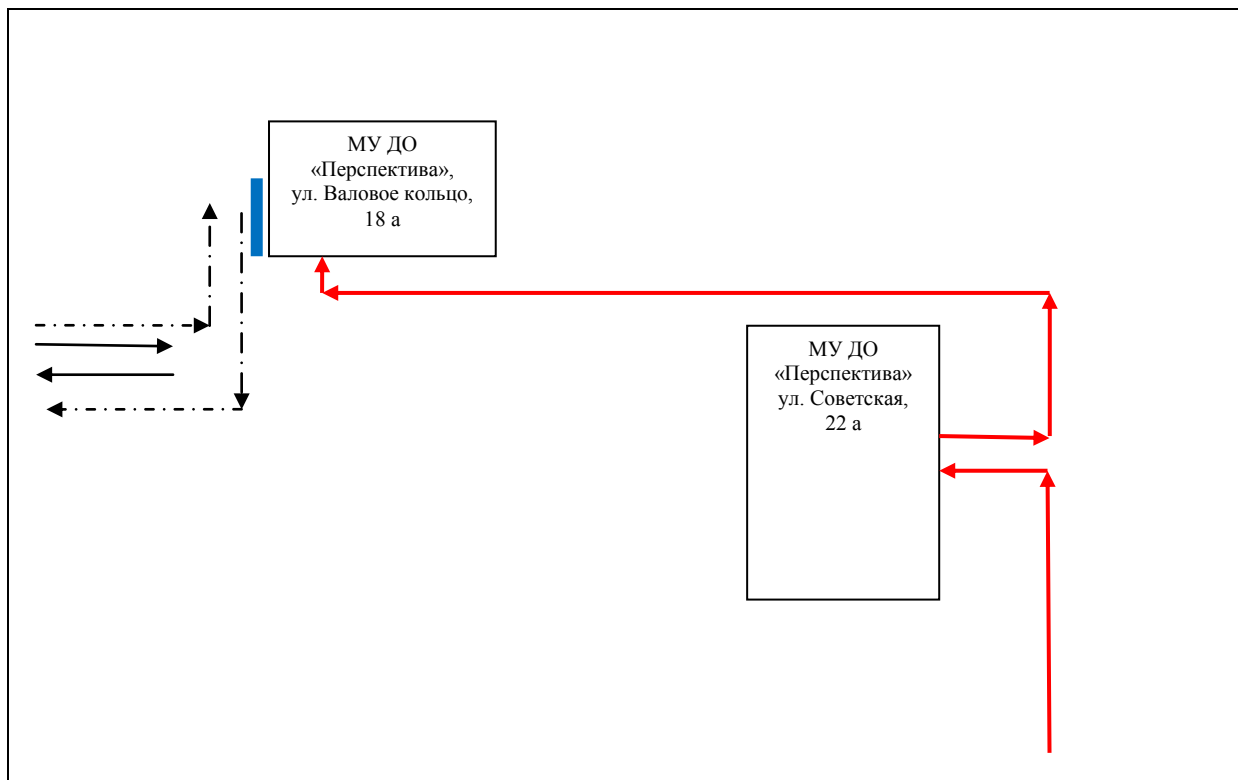 МУ ДО
«Перспектива»,
ул. Валовое кольцо,
18 а
МУ ДО
«Перспектива»
ул. Советская,
22 а